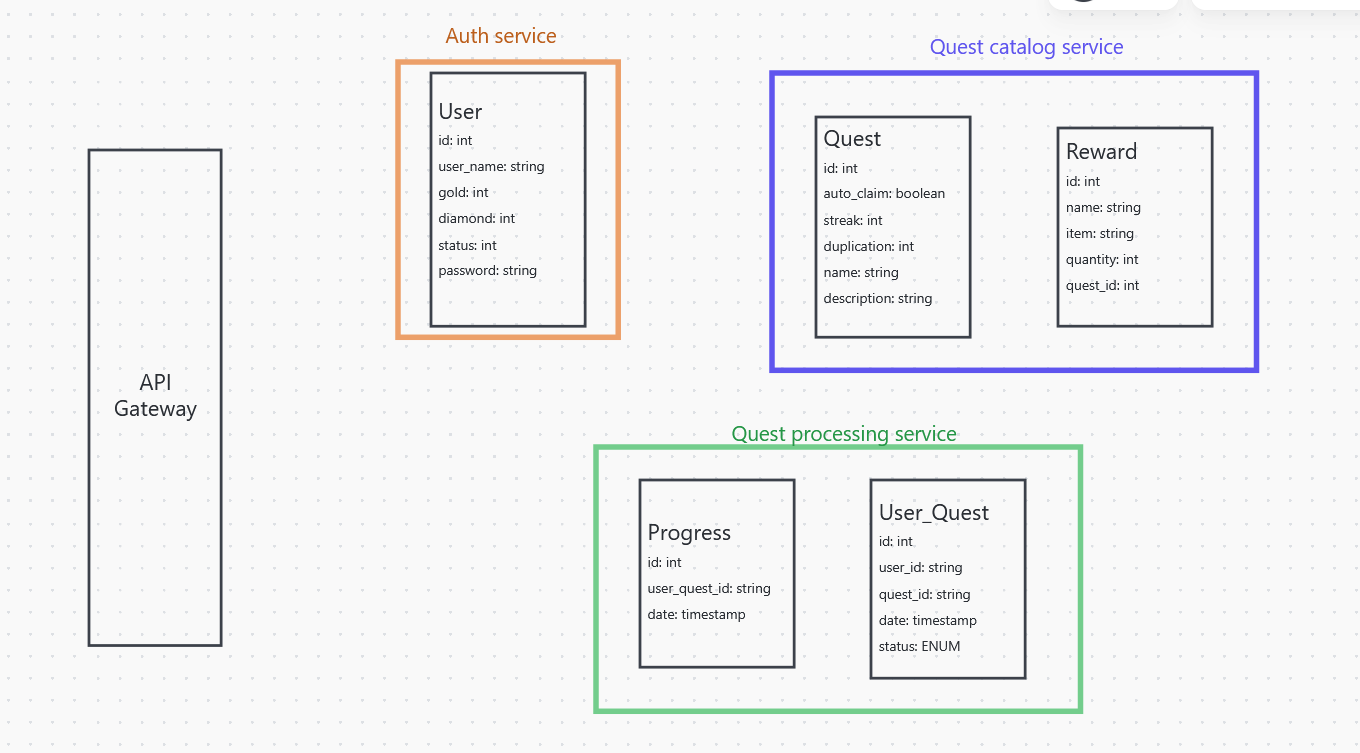 Auth service
Quest catalog service
User
id: int
user_name: string
gold: int
diamond: int
status: int
password: string
Quest
id: int
auto_claim: boolean
streak: int
duplication: int
name: string
description: string
Reward
id: int
name: string
item: string
quantity: int
quest_id: int
API
Gateway
Quest processing service
Progress
id: int
user_quest_id: string
date: timestamp
User_Quest
id: int
user_id: string
quest_id: string
date: timestamp
status: ENUM